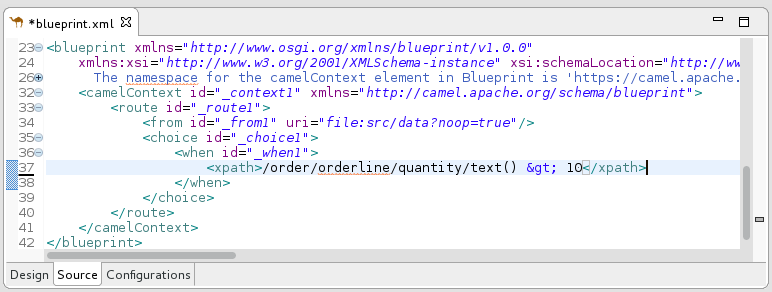 *blueprint.xml
23 <blueprint xmlns="http://www.osgi.org/xmlns/blueprint/v1.0.0"
24 xmlns:xsi="http://www.w3.org/2001/XMLSchema-instance" xsi:schemaLocation="http://ww
26 The namespace for the camelContext element in Blueprint is 'https://camel.apache.
32 <camelContext id="_context1" xmlns="http://camel.apache.org/schema/blueprint">
33 <route id="_route1">
34 <from id="_from1" uri="file:src/data?noop=true"/>
35 <choice id="_choice1">
36 <when id="_when1">
37 <xpath>/order/orderline/quantity/text() &gt; 10</xpath>
38 </when>
39 </choice>
40 </route>
41 </camelContext>
42 </blueprint>
Design Source Configurations